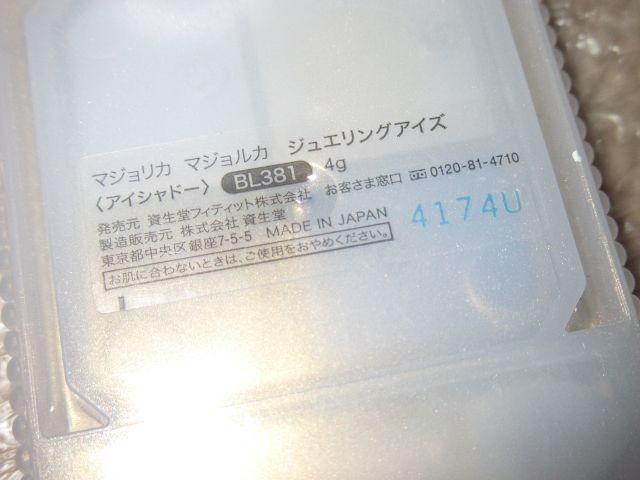 マジョリカ マジョルカ ジュエリングアイズ
〈アイシャドー〉 BL381 4g
発売元 資生堂フィティット株式会社 お客さま窓口 0120-81-4710
製造販売元 株式会社 資生堂
東京都中央区銀座7-5-5 MADE IN JAPAN
お肌に合わないときは、ご使用をおやめください。
4174U